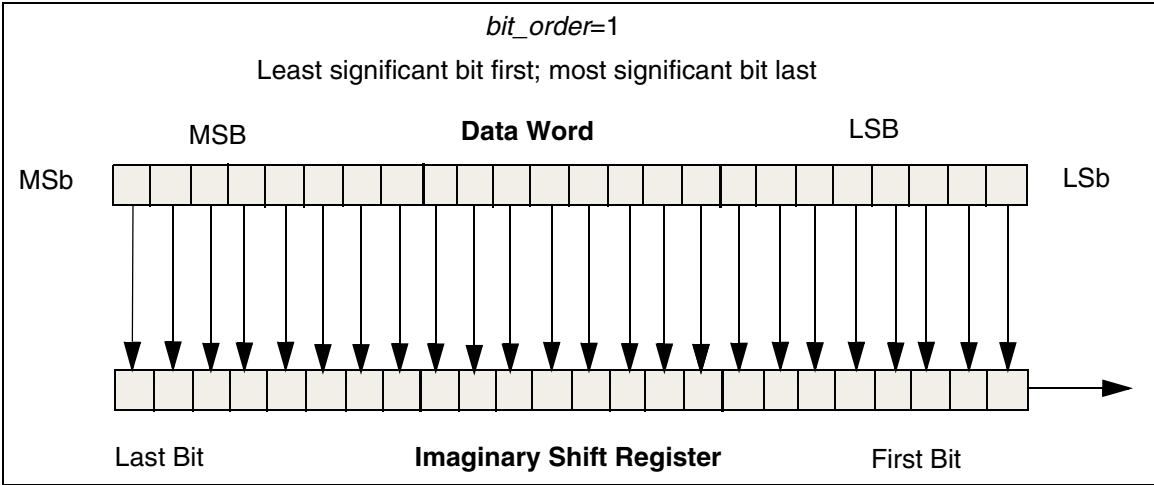 bit_order=1
Least significant bit first; most significant bit last
MSB Data Word LSB
MSb LSb
Last Bit Imaginary Shift Register First Bit